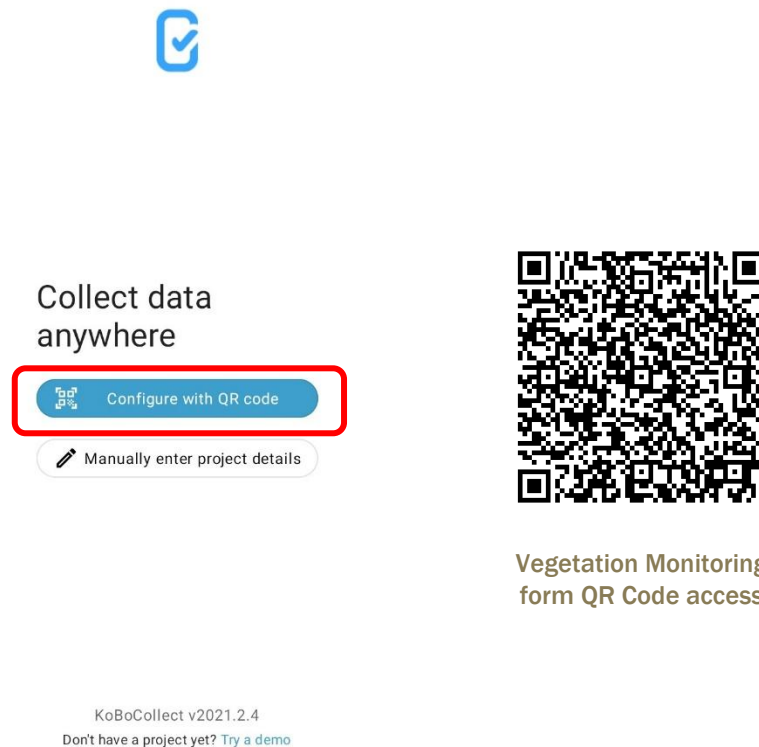 Collect data
anywhere
Configure with QR code
Manually enter project details
Vegetation Monitoring
form QR Code access
KoBoCollect v2021.2.4
Don't have a project yet? Try a demo